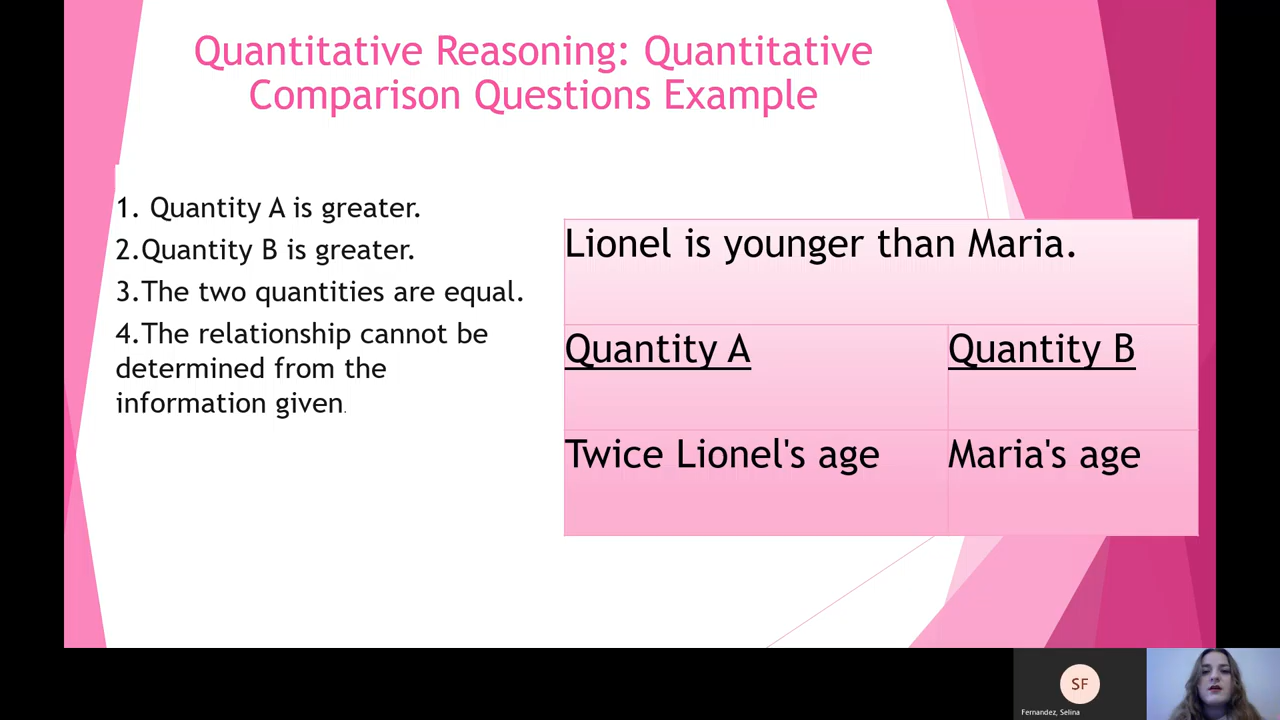 Quantitative Reasoning: Quantitative
Comparison Questions Example
1. Quantity A is greater.
2.Quantity B is greater.
3.The two quantities are equal.
4.The relationship cannot be
determined from the
information given.
Lionel is younger than Maria.
Quantity A
Quantity B
Twice Lionel's age
Maria's age
SF
Fernandez, Selina